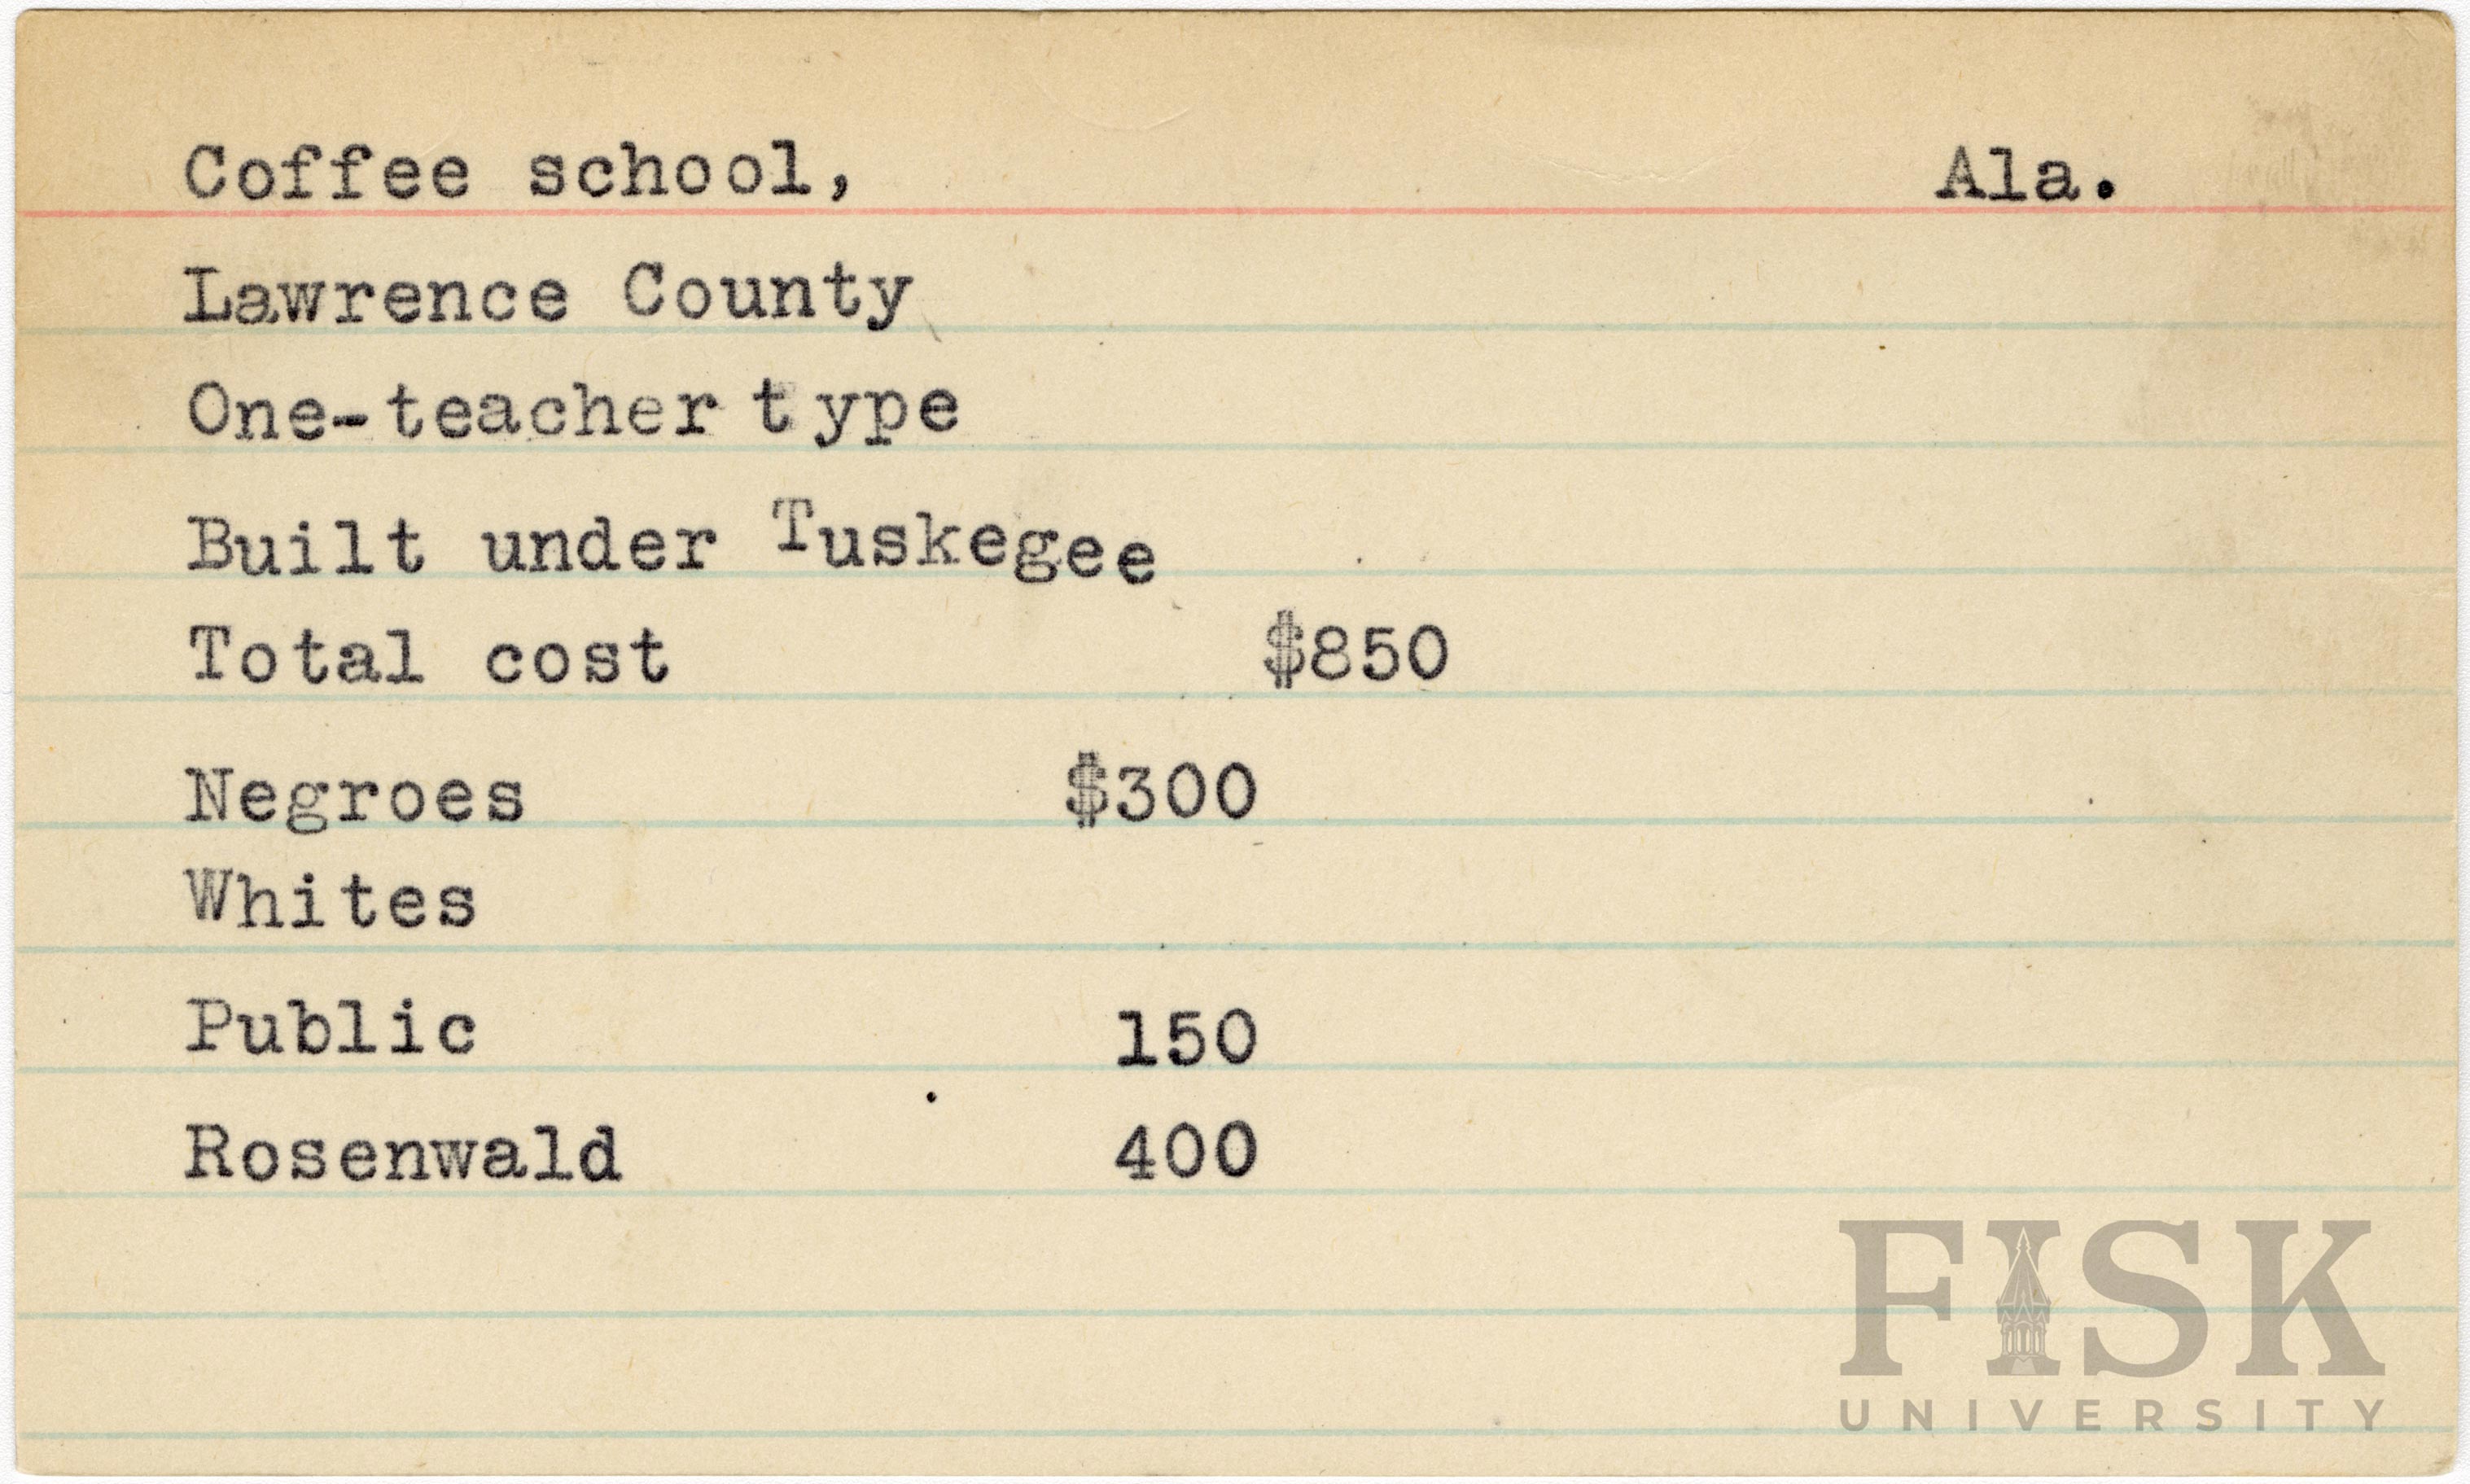 Coffee school, Ala.
Lawrence County
One-teacher type
Built under Tuskegee
Total cost $850
Negroes $300
Whites
Public 150
Rosenwald 400
FISK
UNIVERSITY